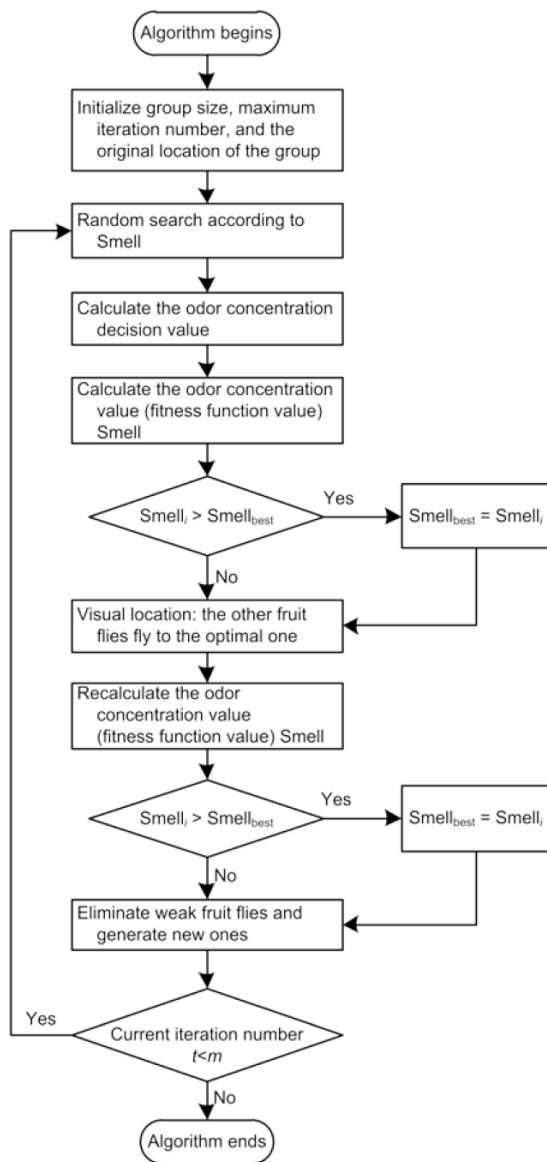 Algorithm begins
Initialize group size, maximum
iteration number, and the
original location of the group
Random search according to
Smell
Calculate the odor concentration
decision value
Calculate the odor concentration
value (fitness function value)
Smell
Smellᵢ > Smell_best
Yes
Smell_best = Smellᵢ
No
Visual location: the other fruit
flies fly to the optimal one
Recalculate the odor
concentration value
(fitness function value) Smell
Smellᵢ > Smell_best
Yes
Smell_best = Smellᵢ
No
Eliminate weak fruit flies and
generate new ones
Yes
Current iteration number
t<m
No
Algorithm ends